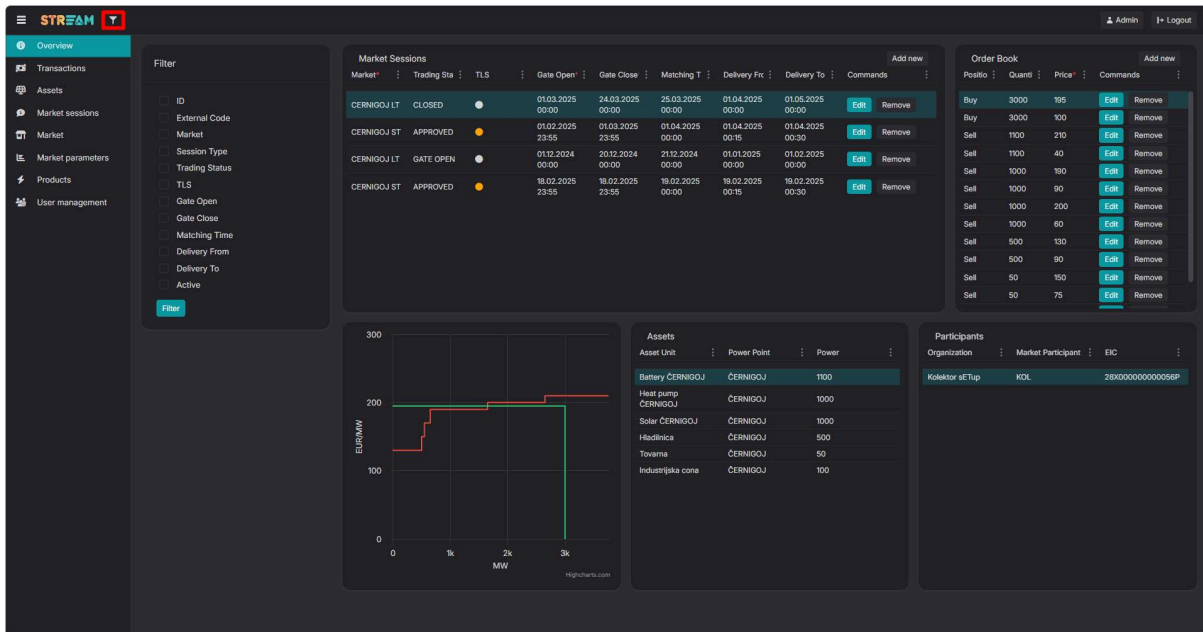 STREAM
Admin
Logout
Overview
Transactions
Assets
Market sessions
Market
Market parameters
Products
User management
Filter
ID
External Code
Market
Session Type
Trading Status
TLS
Gate Open
Gate Close
Matching Time
Delivery From
Delivery To
Active
Filter
Market Sessions
Add new
Market* Trading Sta TLS Gate Open* Gate Close Matching T Delivery Frc Delivery To Commands
CERNIGOJ LT CLOSED 01.03.2025 24.03.2025 25.03.2025 01.04.2025 01.05.2025 Edit Remove
00:00 00:00 00:00 00:00 00:00
CERNIGOJ ST APPROVED 01.02.2025 01.03.2025 01.04.2025 01.04.2025 01.04.2025 Edit Remove
23:55 23:55 00:00 00:15 00:30
CERNIGOJ LT GATE OPEN 01.12.2024 20.12.2024 21.12.2024 01.01.2025 01.02.2025 Edit Remove
00:00 00:00 00:00 00:00 00:00
CERNIGOJ ST APPROVED 18.02.2025 18.02.2025 19.02.2025 19.02.2025 19.02.2025 Edit Remove
23:55 23:55 00:00 00:15 00:30
Order Book
Add new
Positio Quanti Price* Commands
Buy 3000 195 Edit Remove
Buy 3000 100 Edit Remove
Sell 1100 210 Edit Remove
Sell 1100 40 Edit Remove
Sell 1000 190 Edit Remove
Sell 1000 90 Edit Remove
Sell 1000 200 Edit Remove
Sell 1000 60 Edit Remove
Sell 500 130 Edit Remove
Sell 500 90 Edit Remove
Sell 50 150 Edit Remove
Sell 50 75 Edit Remove
300
200
100
0
EUR/MW
0 1k 2k 3k
MW
Highcharts.com
Assets
Asset Unit Power Point Power
Battery ČERNIGOJ ČERNIGOJ 1100
Heat pump
ČERNIGOJ ČERNIGOJ 1000
Solar ČERNIGOJ ČERNIGOJ 1000
Hladilnica ČERNIGOJ 500
Tovarna ČERNIGOJ 50
Industrijska cona ČERNIGOJ 100
Participants
Organization Market Participant EIC
Kolektor sETup KOL 28X000000000056P